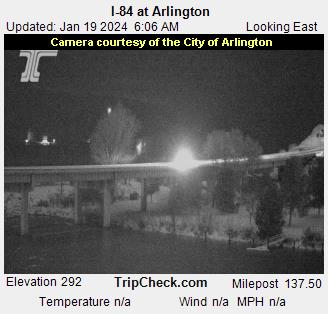 I-84 at Arlington
Updated: Jan 19 2024 6:06 AM Looking East
Camera courtesy of the City of Arlington
Elevation 292 TripCheck.com Milepost 137.50
Temperature n/a Wind n/a MPH n/a